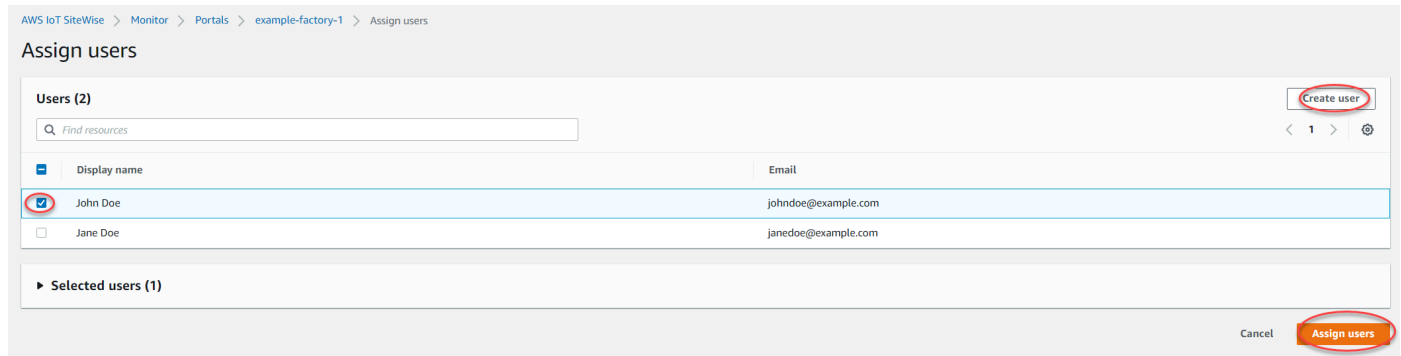 AWS IoT SiteWise > Monitor > Portals > example-factory-1 > Assign users
Assign users
Users (2)
Create user
Find resources
< 1 >
Display name Email
John Doe johndoe@example.com
Jane Doe janedoe@example.com
Selected users (1)
Cancel Assign users